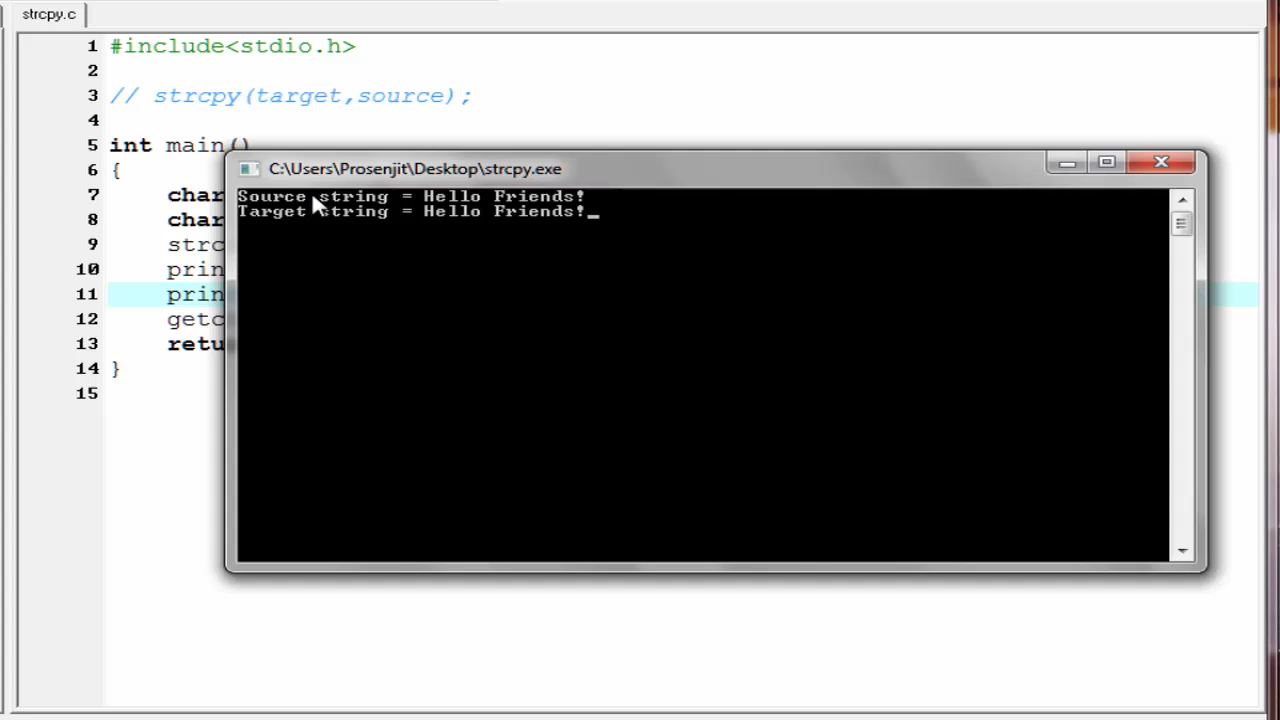 strcpy.c
1 #include<stdio.h>
2
3 // strcpy(target,source);
4
5 int main()
6 {
7 char
8 char
9 strc
10 prin
11 prin
12 getc
13 retu
14 }
15
C:\Users\Prosenjit\Desktop\strcpy.exe
Source string = Hello Friends!
Target string = Hello Friends!_